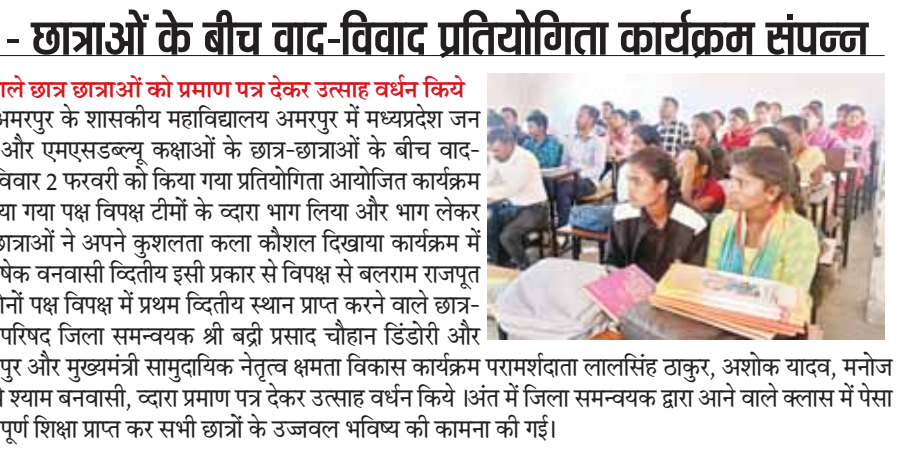 - छात्राओं के बीच वाद-विवाद प्रतियोगिता कार्यक्रम संपन्न
ाले छात्र छात्राओं को प्रमाण पत्र देकर उत्साह वर्धन किये
अमरपुर के शासकीय महाविद्यालय अमरपुर में मध्यप्रदेश जन
और एमएसडब्ल्यू कक्षाओं के छात्र-छात्राओं के बीच वाद-
विवार 2 फरवरी को किया गया प्रतियोगिता आयोजित कार्यक्रम
या गया पक्ष विपक्ष टीमों के व्दारा भाग लिया और भाग लेकर
छात्राओं ने अपने कुशलता कला कौशल दिखाया कार्यक्रम में
षेक वनवासी व्दितीय इसी प्रकार से विपक्ष से बलराम राजपूत
ोनों पक्ष विपक्ष में प्रथम व्दितीय स्थान प्राप्त करने वाले छात्र-
परिषद जिला समन्वयक श्री बद्री प्रसाद चौहान डिंडोरी और
पुर और मुख्यमंत्री सामुदायिक नेतृत्व क्षमता विकास कार्यक्रम परामर्शदाता लालसिंह ठाकुर, अशोक यादव, मनोज
श्याम बनवासी, व्दारा प्रमाण पत्र देकर उत्साह वर्धन किये ।अंत में जिला समन्वयक द्वारा आने वाले क्लास में पेसा
पूर्ण शिक्षा प्राप्त कर सभी छात्रों के उज्जवल भविष्य की कामना की गई।